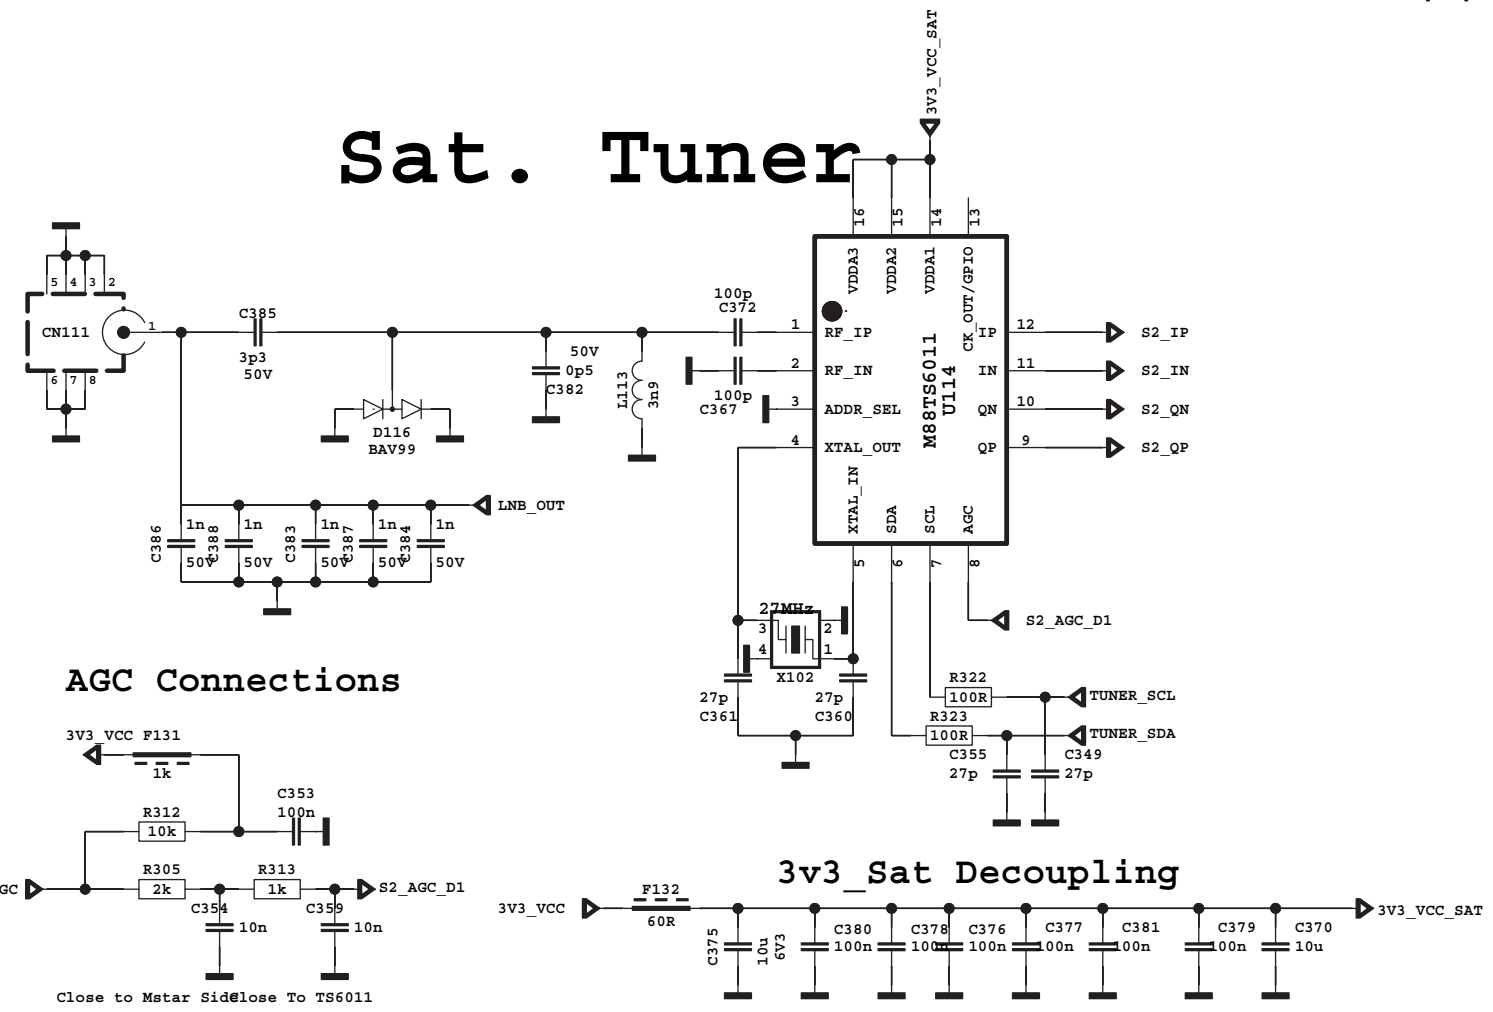 3V3_VCC_SAT
Sat. Tuner
16
15
14
13
VDDA3
VDDA2
VDDA1
CK_OUT/GPIO
5
4
3
2
CN111
1
6
7
8
C385
3p3
50V
D116
BAV99
50V
0p5
C382
L113
3n9
100p
C372
100p
C367
1
RF_IP
2
RF_IN
3
ADDR_SEL
4
XTAL_OUT
M88TS6011
U114
IP
12
S2_IP
IN
11
S2_IN
QN
10
S2_QN
QP
9
S2_QP
XTAL_IN
SDA
SCL
AGC
5
6
7
8
LNB_OUT
C386
1n
50V
C388
1n
50V
C383
1n
50V
C387
1n
50V
C384
1n
50V
27MHz
3
2
4
1
X102
27p
C361
27p
C360
S2_AGC_D1
R322
100R
TUNER_SCL
R323
100R
TUNER_SDA
C355
27p
C349
27p
AGC Connections
3V3_VCC F131
1k
C353
100n
R312
10k
R305
2k
R313
1k
GC
S2_AGC_D1
C354
10n
C359
10n
Close to Mstar Side
Close To TS6011
3v3_Sat Decoupling
3V3_VCC
F132
60R
3V3_VCC_SAT
C375
10u
6V3
C380
100n
C378
100n
C376
100n
C377
100n
C381
100n
C379
100n
C370
10u